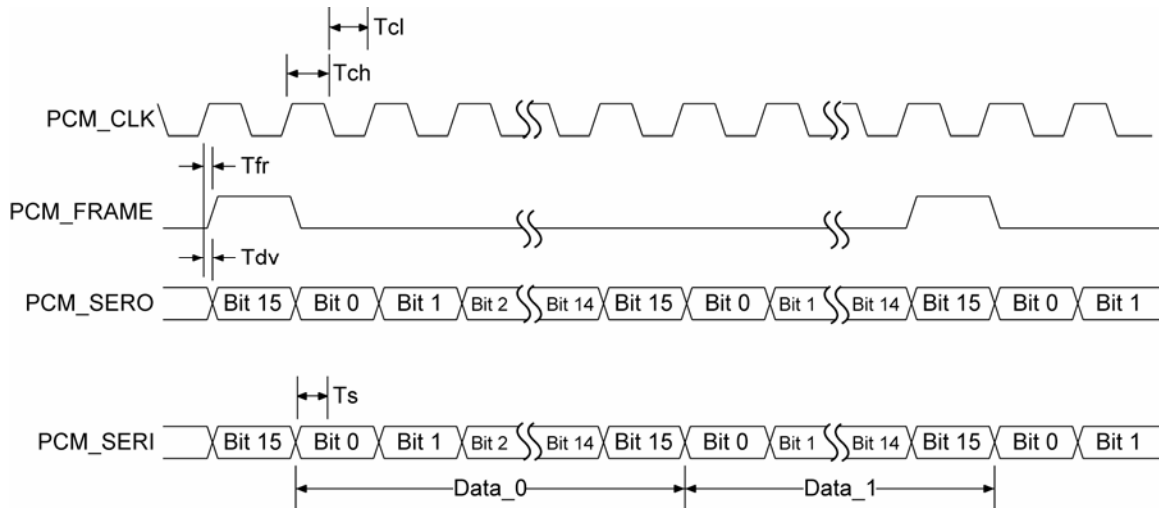 Tcl
Tch
PCM_CLK
Tfr
PCM_FRAME
Tdv
PCM_SERO Bit 15 Bit 0 Bit 1 Bit 2 Bit 14 Bit 15 Bit 0 Bit 1 Bit 14 Bit 15 Bit 0 Bit 1
Ts
PCM_SERI Bit 15 Bit 0 Bit 1 Bit 2 Bit 14 Bit 15 Bit 0 Bit 1 Bit 14 Bit 15 Bit 0 Bit 1
Data_0 Data_1